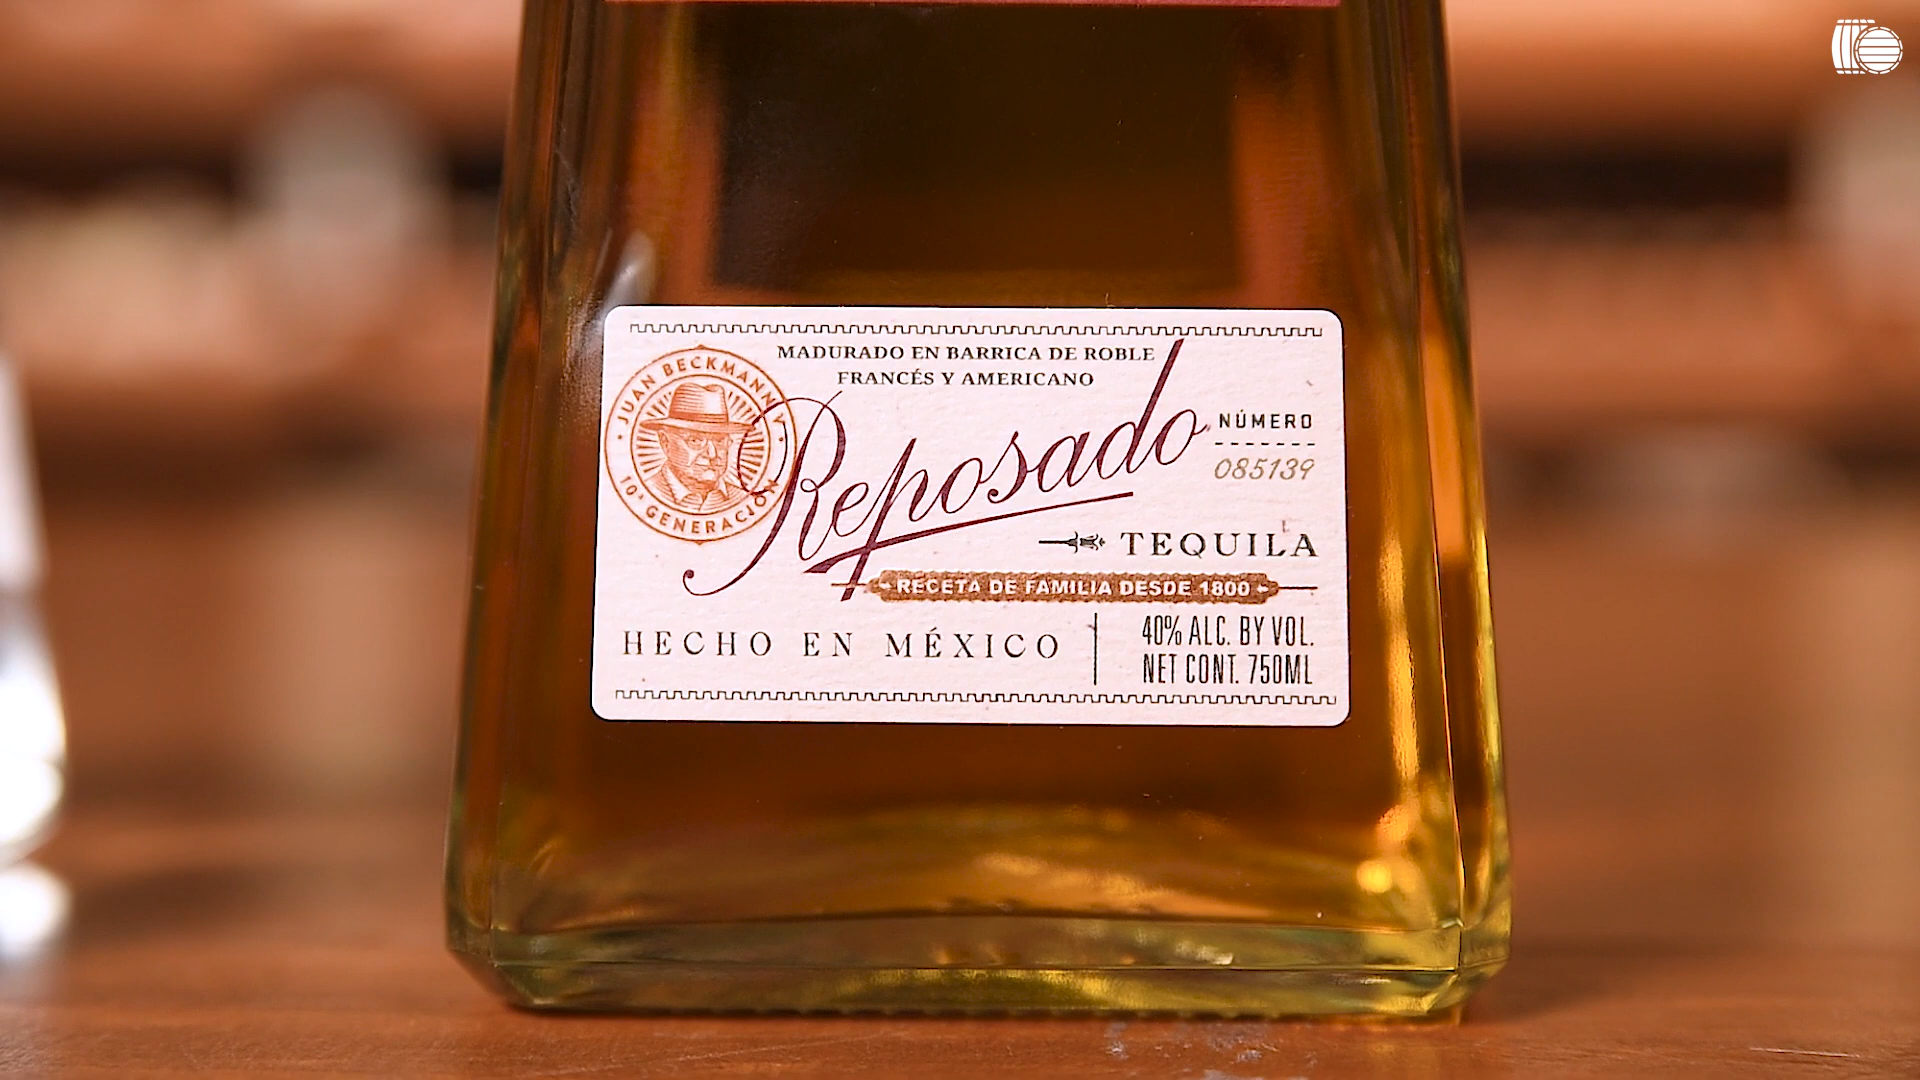 MADURADO EN BARRICA DE ROBLE
FRANCÉS Y AMERICANO
JUAN BECKMANN V
10ª GENERACIÓN
Reposado
NÚMERO
085139
TEQUILA
RECETA DE FAMILIA DESDE 1800
HECHO EN MÉXICO
40% ALC. BY VOL.
NET CONT. 750ML